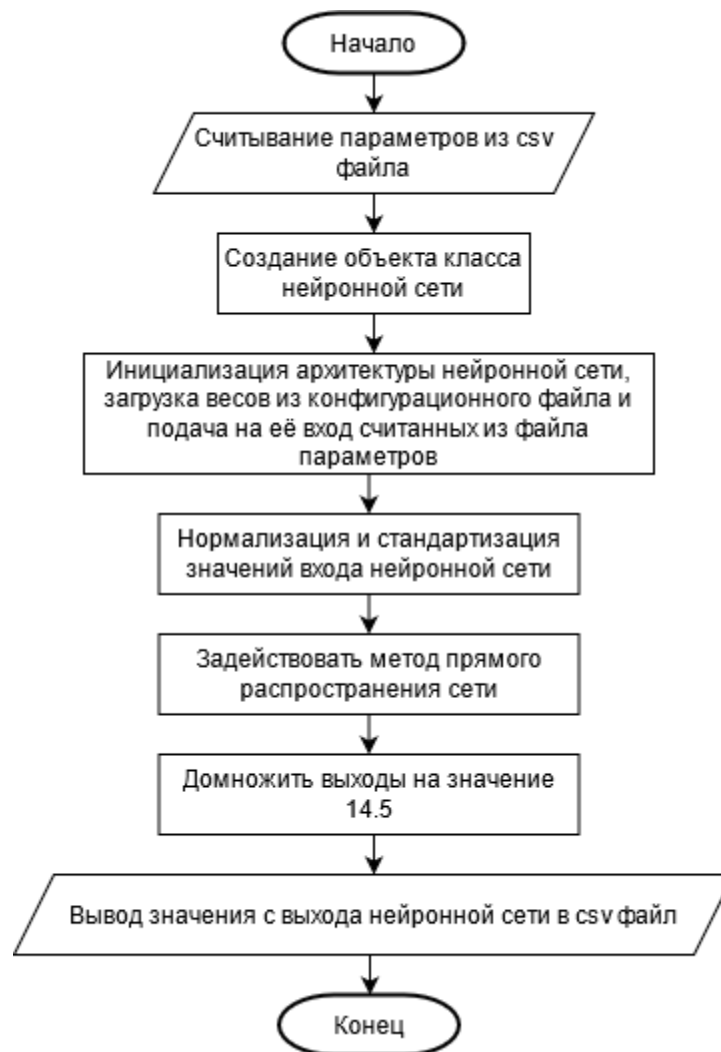 Начало
Считывание параметров из csv
файла
Создание объекта класса
нейронной сети
Инициализация архитектуры нейронной сети,
загрузка весов из конфигурационного файла и
подача на её вход считанных из файла
параметров
Нормализация и стандартизация
значений входа нейронной сети
Задействовать метод прямого
распространения сети
Домножить выходы на значение
14.5
Вывод значения с выхода нейронной сети в csv файл
Конец